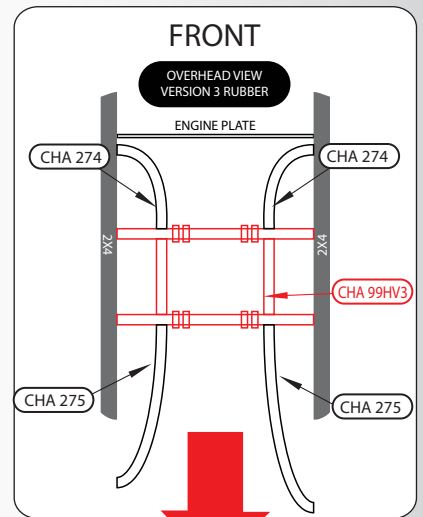 FRONT
OVERHEAD VIEW
VERSION 3 RUBBER
ENGINE PLATE
CHA 274
CHA 274
2X4
2X4
CHA 99HV3
CHA 275
CHA 275